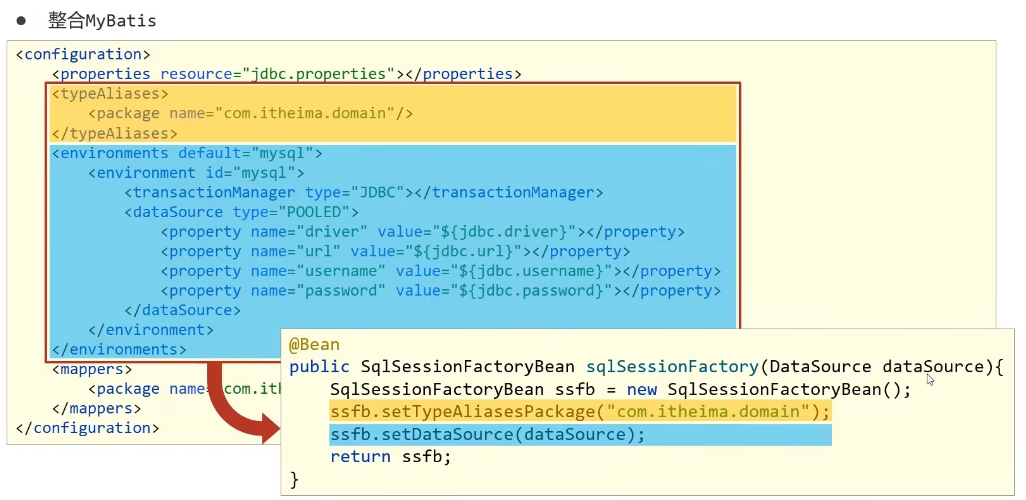 ● 整合MyBatis
<configuration>
<properties resource="jdbc.properties"></properties>
<typeAliases>
<package name="com.itheima.domain"/>
</typeAliases>
<environments default="mysql">
<environment id="mysql">
<transactionManager type="JDBC"></transactionManager>
<dataSource type="POOLED">
<property name="driver" value="${jdbc.driver}"></property>
<property name="url" value="${jdbc.url}"></property>
<property name="username" value="${jdbc.username}"></property>
<property name="password" value="${jdbc.password}"></property>
</dataSource>
</environment>
</environments>
<mappers>
<package name="com.ith
</mappers>
</configuration>
@Bean
public SqlSessionFactoryBean sqlSessionFactory(DataSource dataSource){
SqlSessionFactoryBean ssfb = new SqlSessionFactoryBean();
ssfb.setTypeAliasesPackage("com.itheima.domain");
ssfb.setDataSource(dataSource);
return ssfb;
}